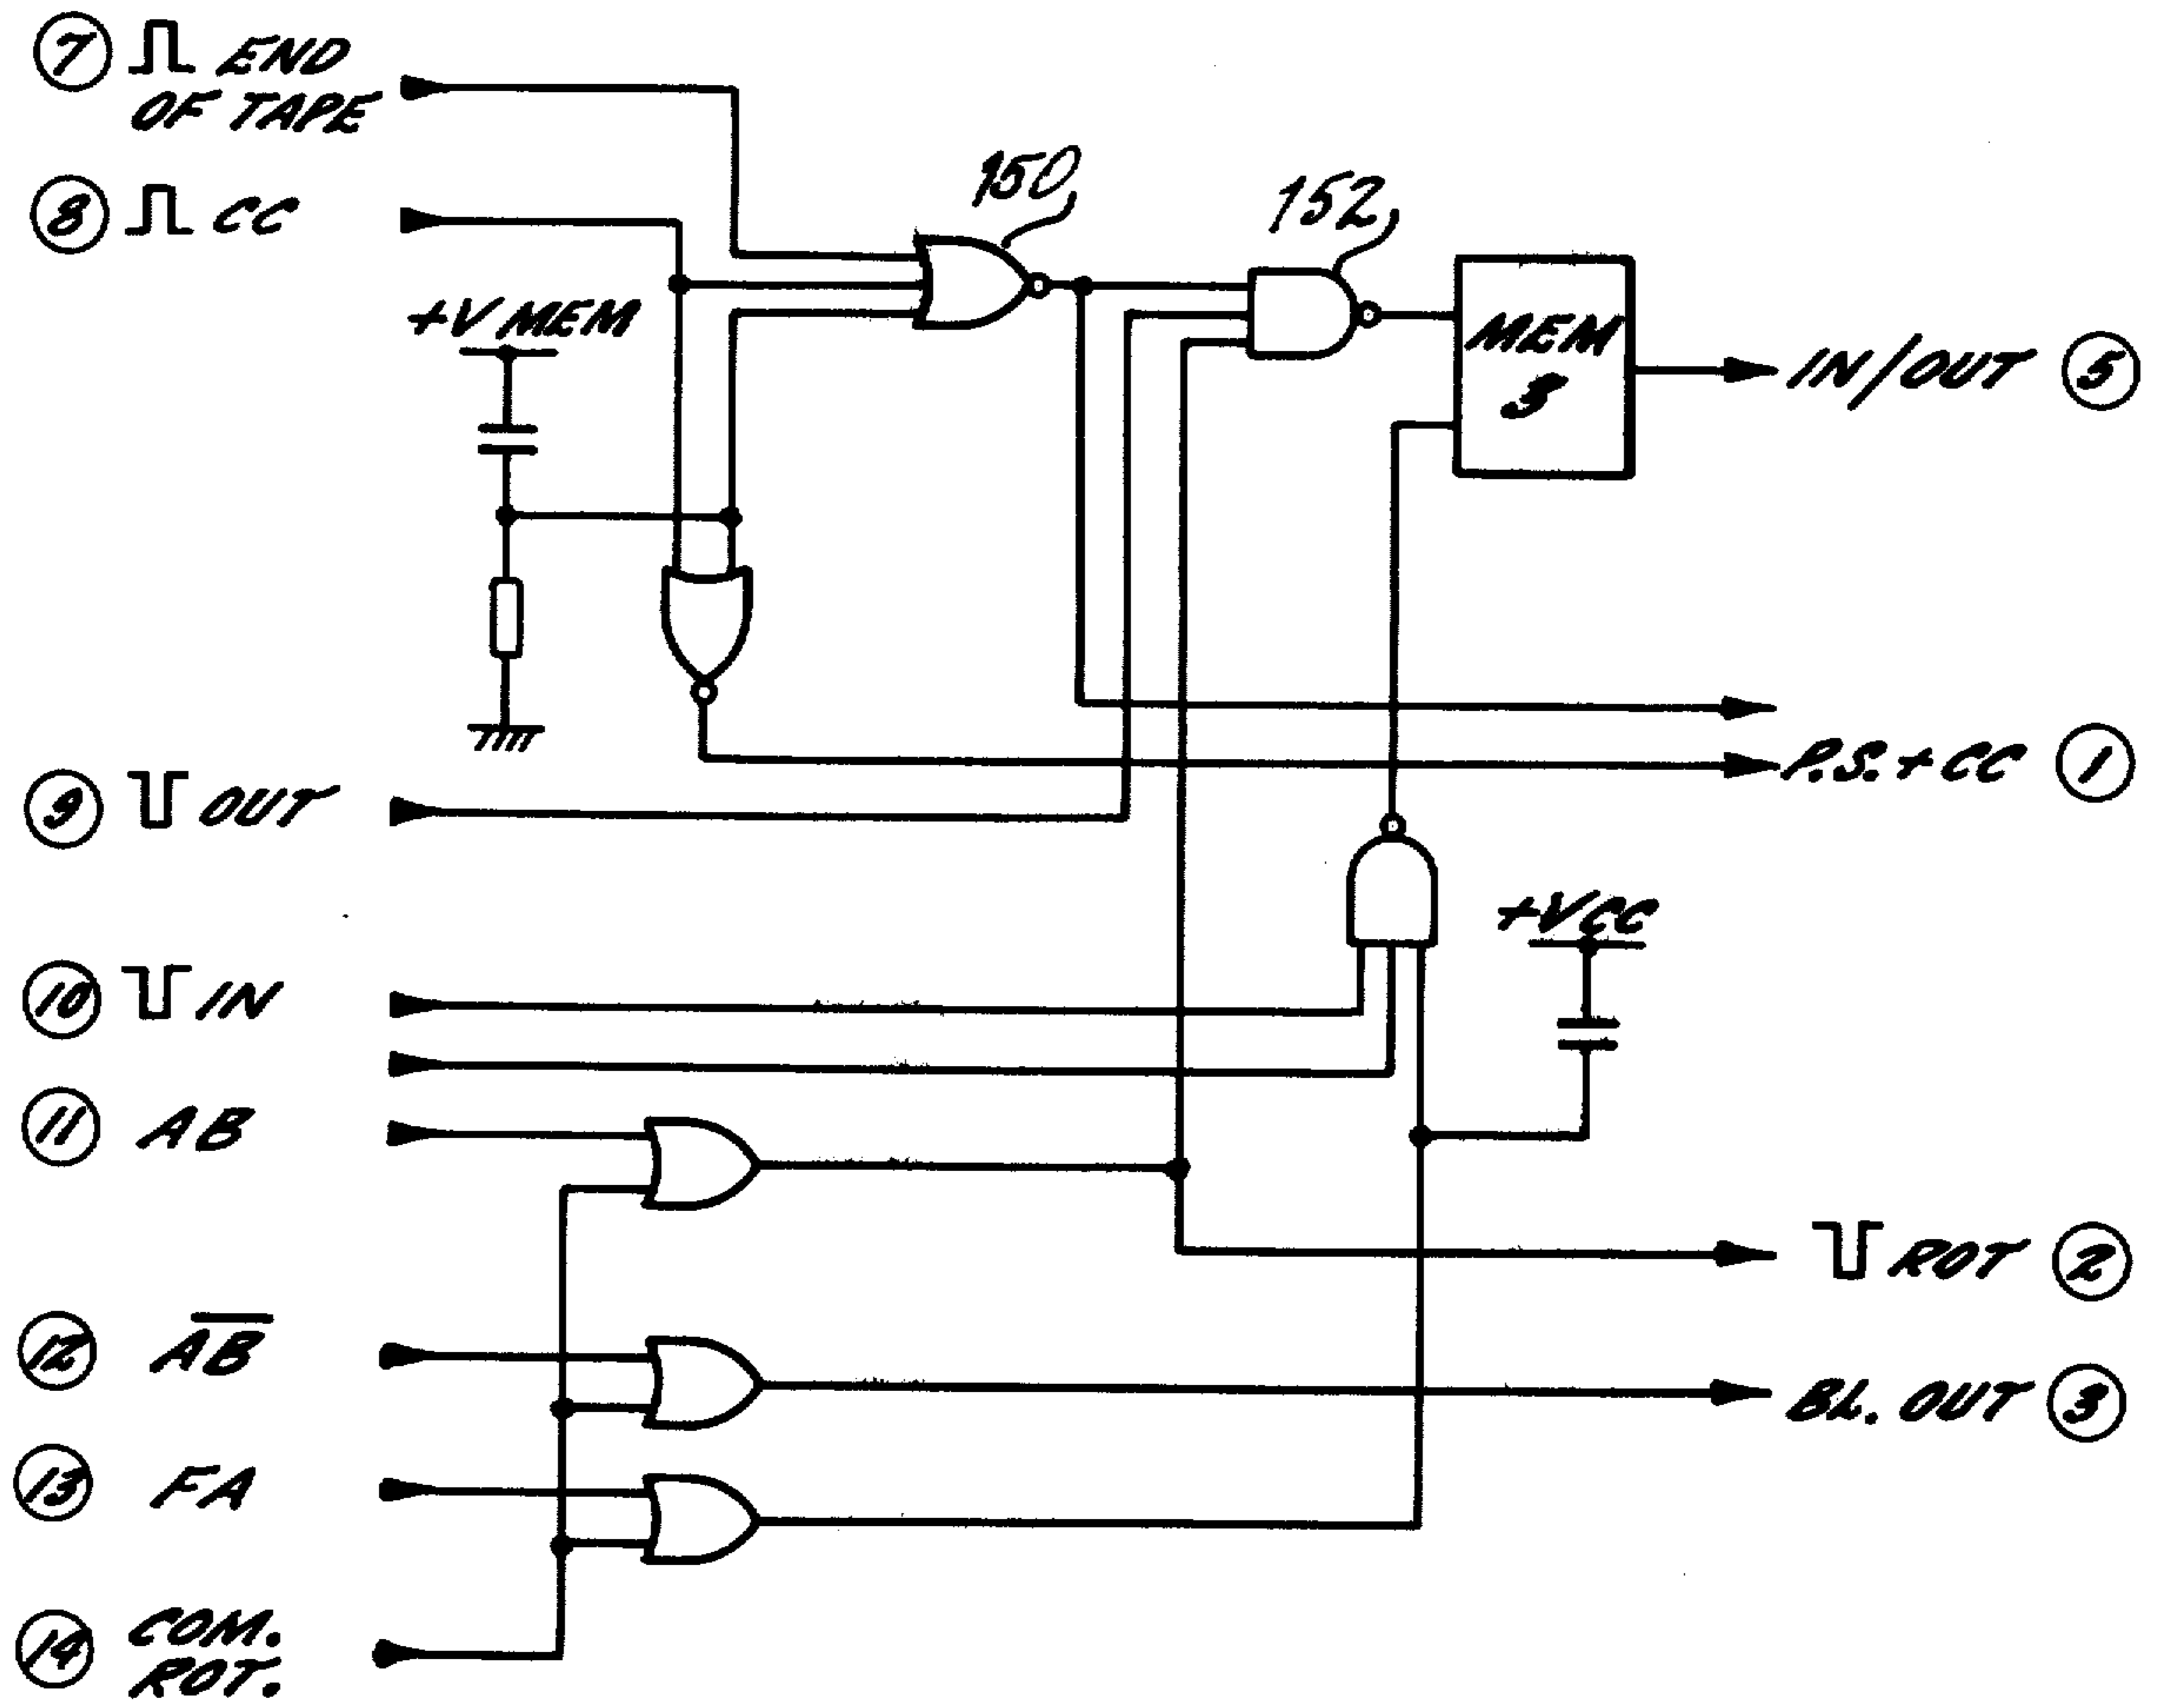 7 END
OF TAPE
8 CC
150
152
+V MEM
MEM
3
IN/OUT 5
P.S.+CC 1
9 OUT
+VCC
10 IN
11 AB
ROT 2
12 A̅B̅
BL. OUT 3
13 FA
14 COM.
ROT.